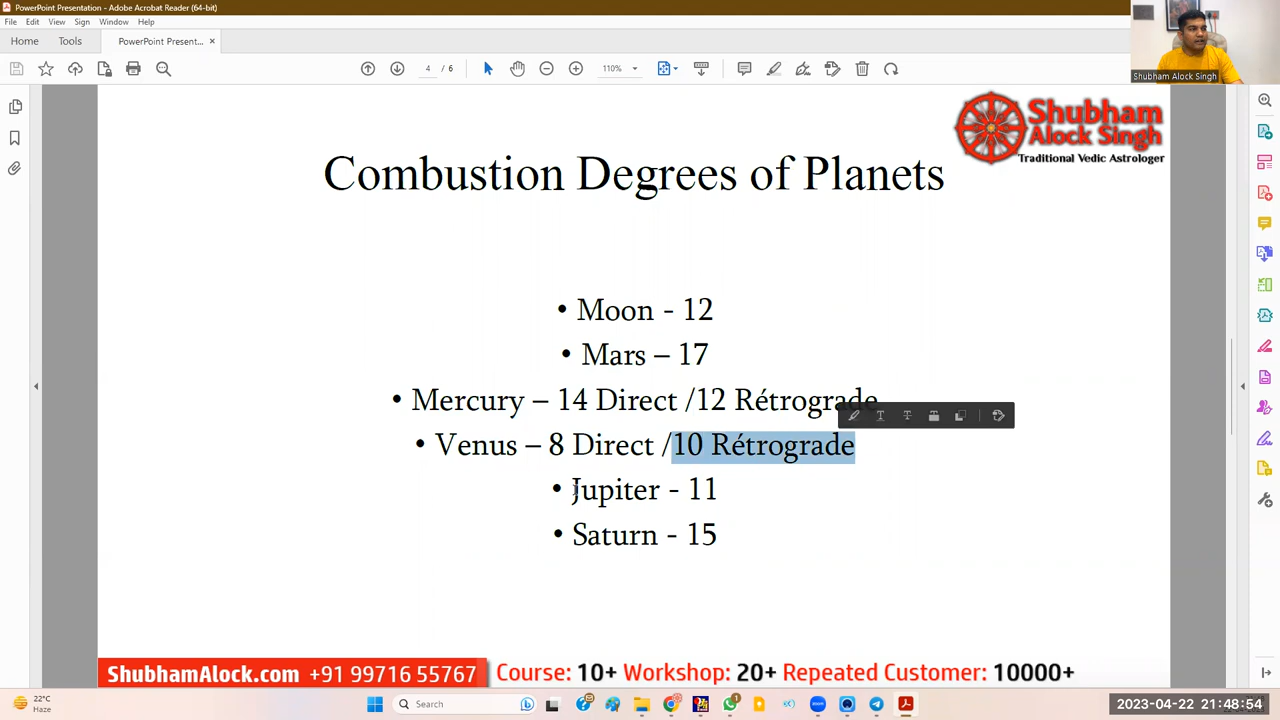 PowerPoint Presentation - Adobe Acrobat Reader (64-bit)
File Edit View Sign Window Help
Home Tools PowerPoint Present... ×
4 / 6 110%
Shubham Alock Singh
Shubham
Alock Singh
Traditional Vedic Astrologer
Combustion Degrees of Planets
• Moon - 12
• Mars – 17
• Mercury – 14 Direct /12 Rétrograde
• Venus – 8 Direct /10 Rétrograde
• Jupiter - 11
• Saturn - 15
ShubhamAlock.com +91 99716 55767 Course: 10+ Workshop: 20+ Repeated Customer: 10000+
22°C
Haze
Search
2023-04-22 21:48:54